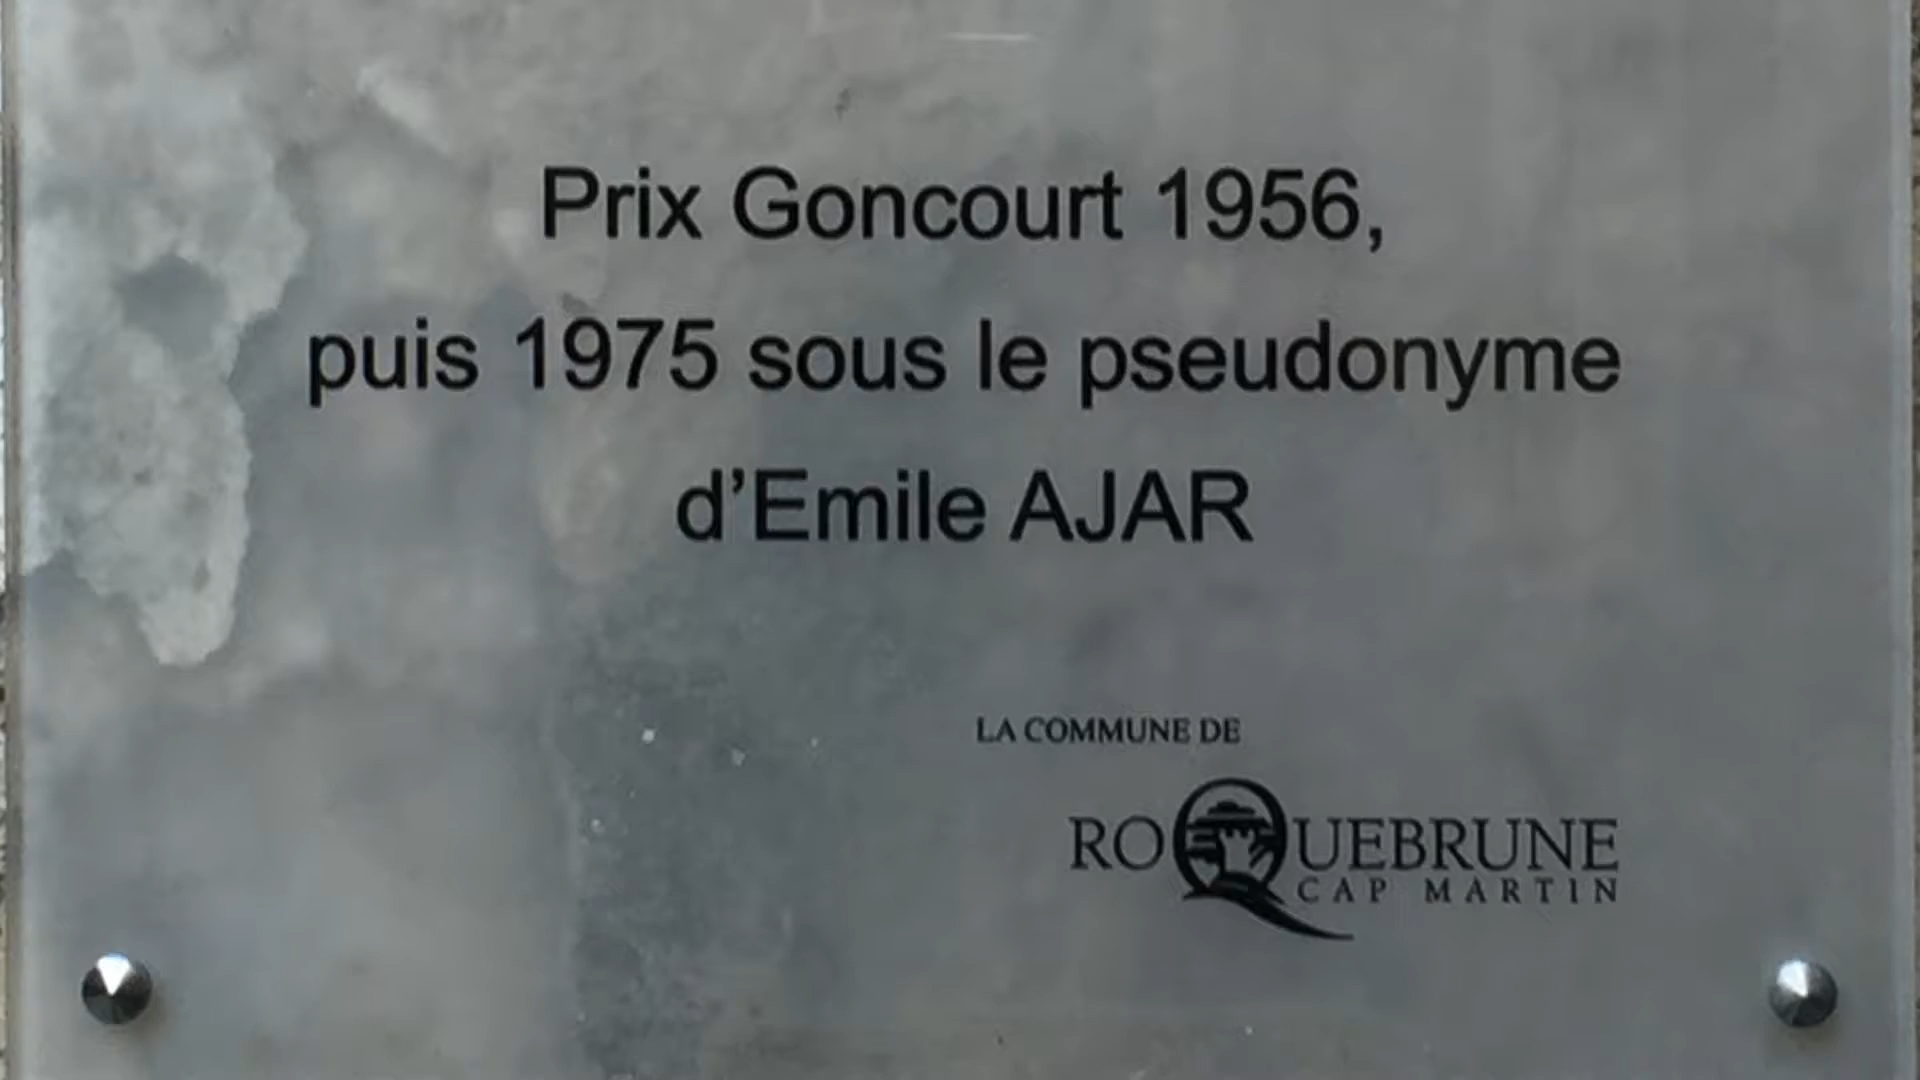 Prix Goncourt 1956,
puis 1975 sous le pseudonyme
d’Emile AJAR
LA COMMUNE DE
ROQUEBRUNE
CAP MARTIN